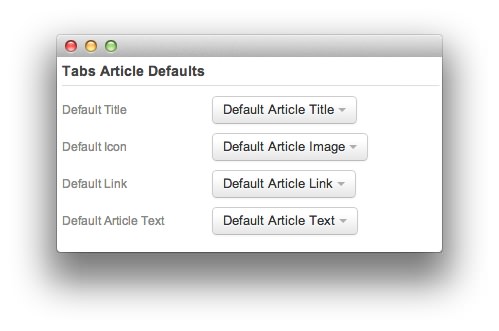 Tabs Article Defaults
Default Title Default Article Title
Default Icon Default Article Image
Default Link Default Article Link
Default Article Text Default Article Text